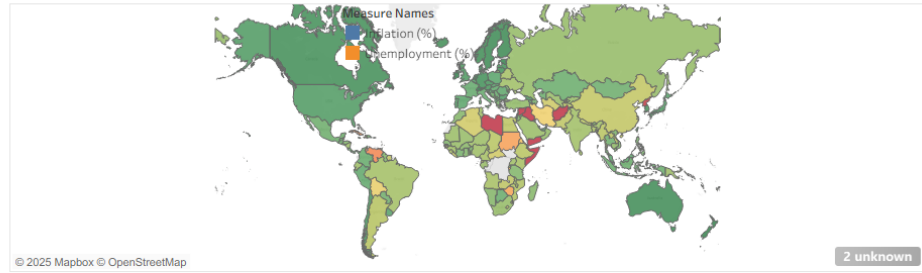 Measure Names
Inflation (%)
Unemployment (%)
© 2025 Mapbox © OpenStreetMap
2 unknown